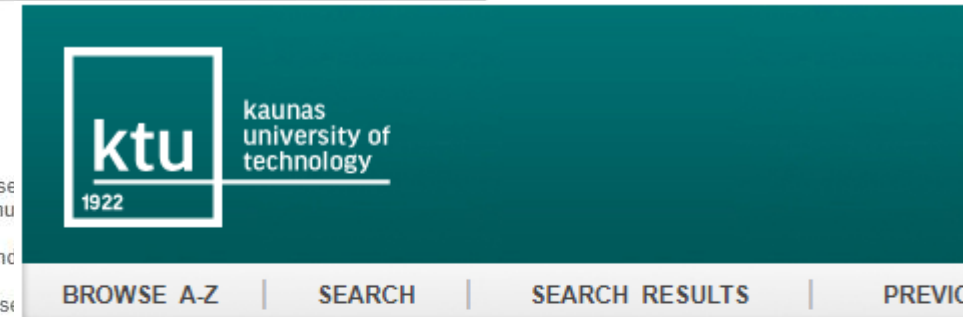 ktu
1922
kaunas
university of
technology
BROWSE A-Z | SEARCH | SEARCH RESULTS |